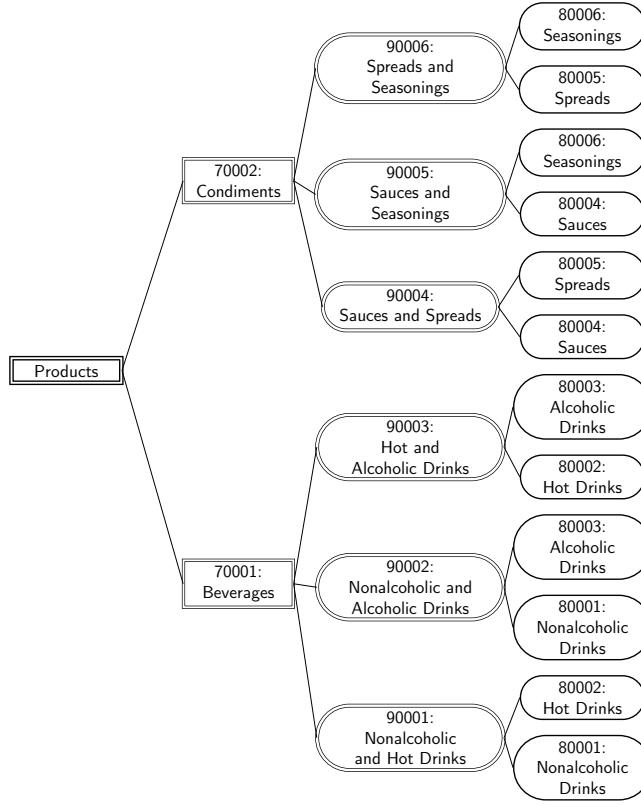 80006:
Seasonings
90006:
Spreads and
Seasonings
80005:
Spreads
70002:
Condiments
80006:
Seasonings
90005:
Sauces and
Seasonings
80004:
Sauces
80005:
Spreads
90004:
Sauces and Spreads
80004:
Sauces
Products
80003:
Alcoholic
Drinks
90003:
Hot and
Alcoholic Drinks
80002:
Hot Drinks
70001:
Beverages
80003:
Alcoholic
Drinks
90002:
Nonalcoholic and
Alcoholic Drinks
80001:
Nonalcoholic
Drinks
80002:
Hot Drinks
90001:
Nonalcoholic
and Hot Drinks
80001:
Nonalcoholic
Drinks